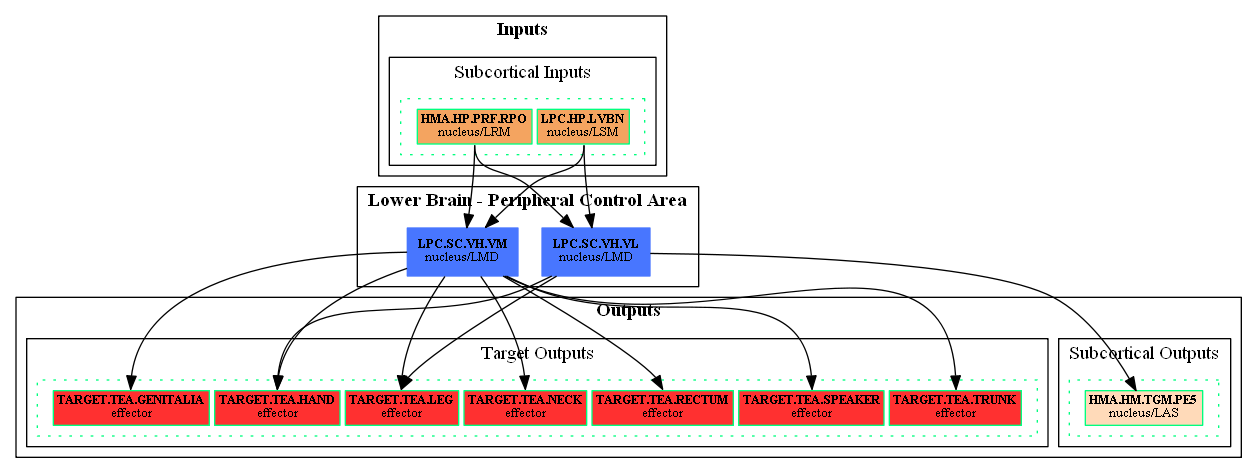 Inputs
Subcortical Inputs
HMA.HP.PRF.RPO
nucleus/LRM
LPC.HP.LVBN
nucleus/LSM
Lower Brain - Peripheral Control Area
LPC.SC.VH.VM
nucleus/LMD
LPC.SC.VH.VL
nucleus/LMD
Outputs
Target Outputs
TARGET.TEA.GENITALIA
effector
TARGET.TEA.HAND
effector
TARGET.TEA.LEG
effector
TARGET.TEA.NECK
effector
TARGET.TEA.RECTUM
effector
TARGET.TEA.SPEAKER
effector
TARGET.TEA.TRUNK
effector
Subcortical Outputs
HMA.HM.TGM.PE5
nucleus/LAS